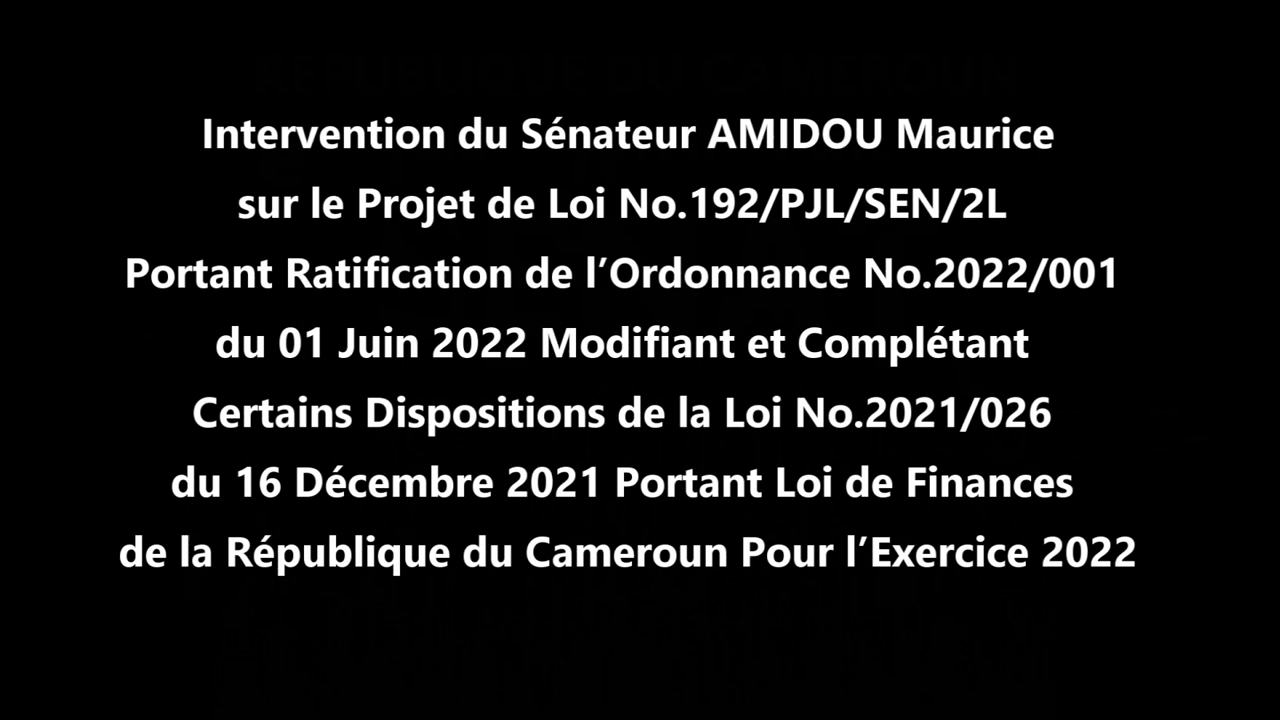 Intervention du Sénateur AMIDOU Maurice
sur le Projet de Loi No.192/PJL/SEN/2L
Portant Ratification de l’Ordonnance No.2022/001
du 01 Juin 2022 Modifiant et Complétant
Certains Dispositions de la Loi No.2021/026
du 16 Décembre 2021 Portant Loi de Finances
de la République du Cameroun Pour l’Exercice 2022